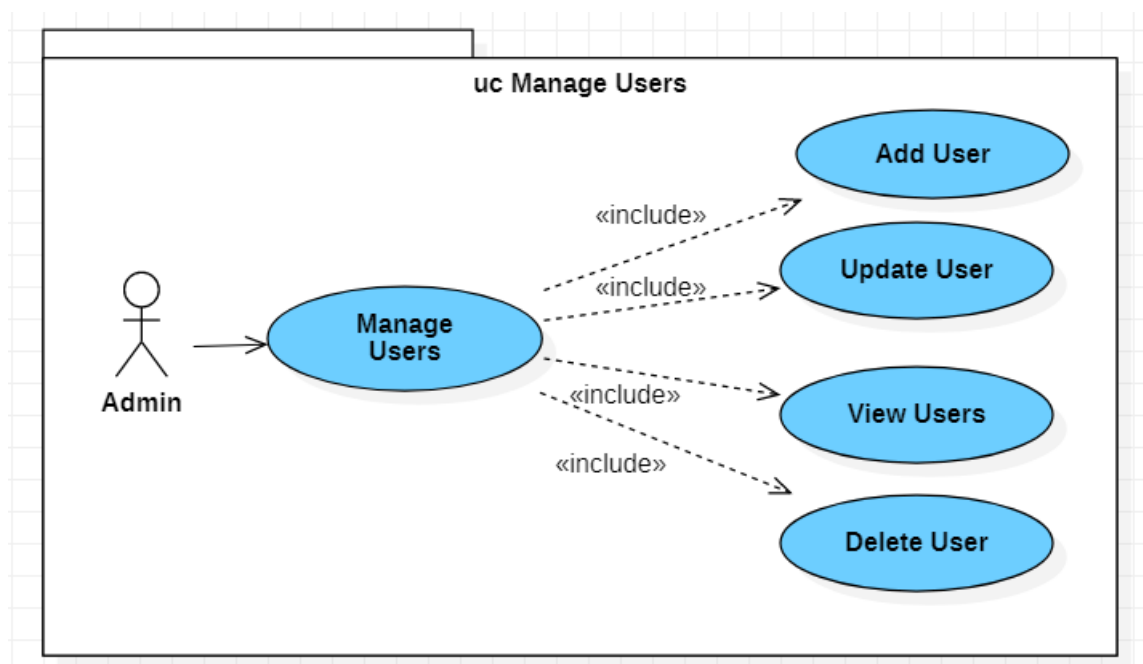 uc Manage Users
Add User
«include»
Update User
«include»
Manage
Users
Admin
«include»
View Users
«include»
Delete User